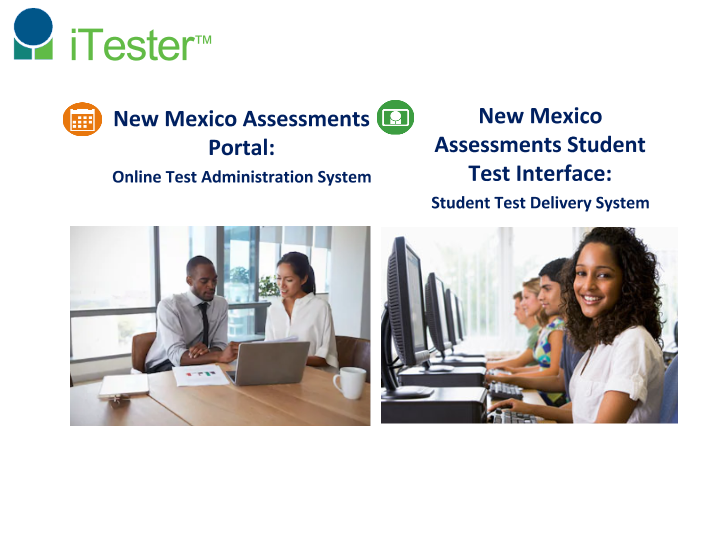 iTester™
New Mexico Assessments
Portal:
Online Test Administration System
New Mexico
Assessments Student
Test Interface:
Student Test Delivery System